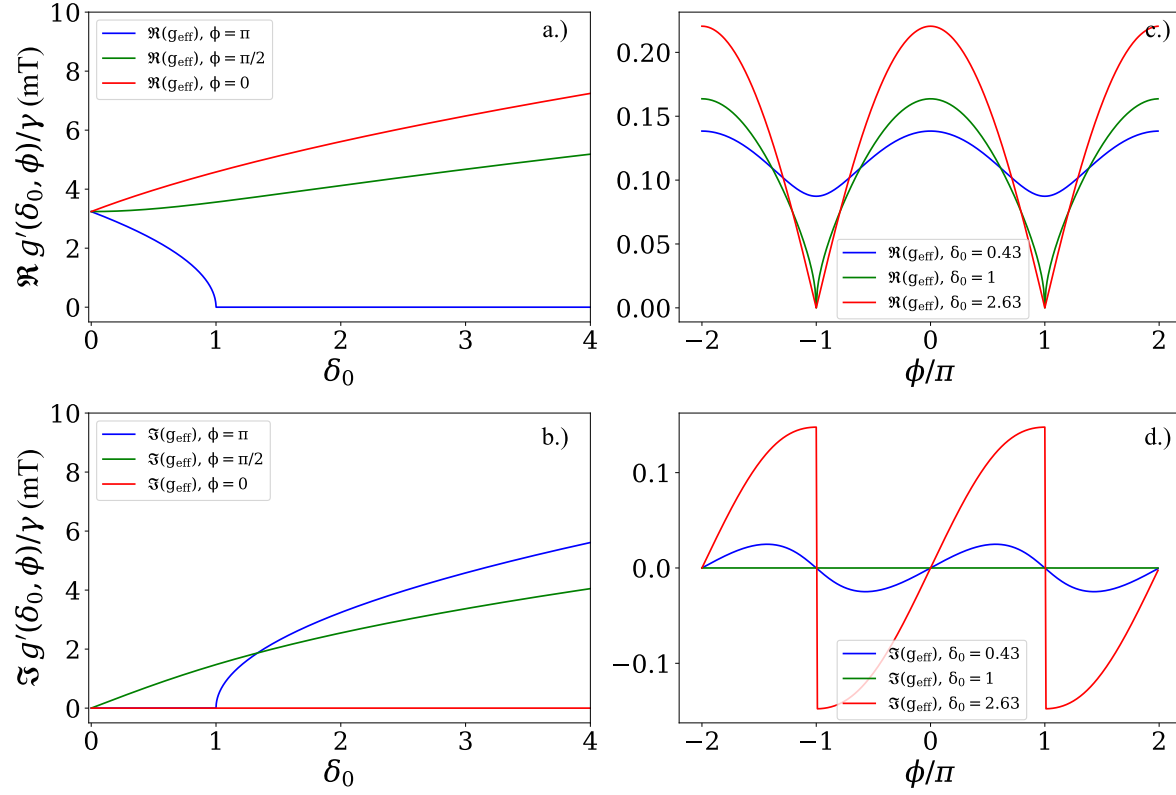 a.)
ℜ g′(δ₀, ϕ)/γ (mT)
10
8
6
4
2
0
ℜ(g_eff), ϕ = π
ℜ(g_eff), ϕ = π/2
ℜ(g_eff), ϕ = 0
0 1 2 3 4
δ₀
c.)
0.20
0.15
0.10
0.05
0.00
ℜ(g_eff), δ₀ = 0.43
ℜ(g_eff), δ₀ = 1
ℜ(g_eff), δ₀ = 2.63
−2 −1 0 1 2
ϕ/π
b.)
ℑ g′(δ₀, ϕ)/γ (mT)
10
8
6
4
2
0
ℑ(g_eff), ϕ = π
ℑ(g_eff), ϕ = π/2
ℑ(g_eff), ϕ = 0
0 1 2 3 4
δ₀
d.)
0.1
0.0
−0.1
ℑ(g_eff), δ₀ = 0.43
ℑ(g_eff), δ₀ = 1
ℑ(g_eff), δ₀ = 2.63
−2 −1 0 1 2
ϕ/π